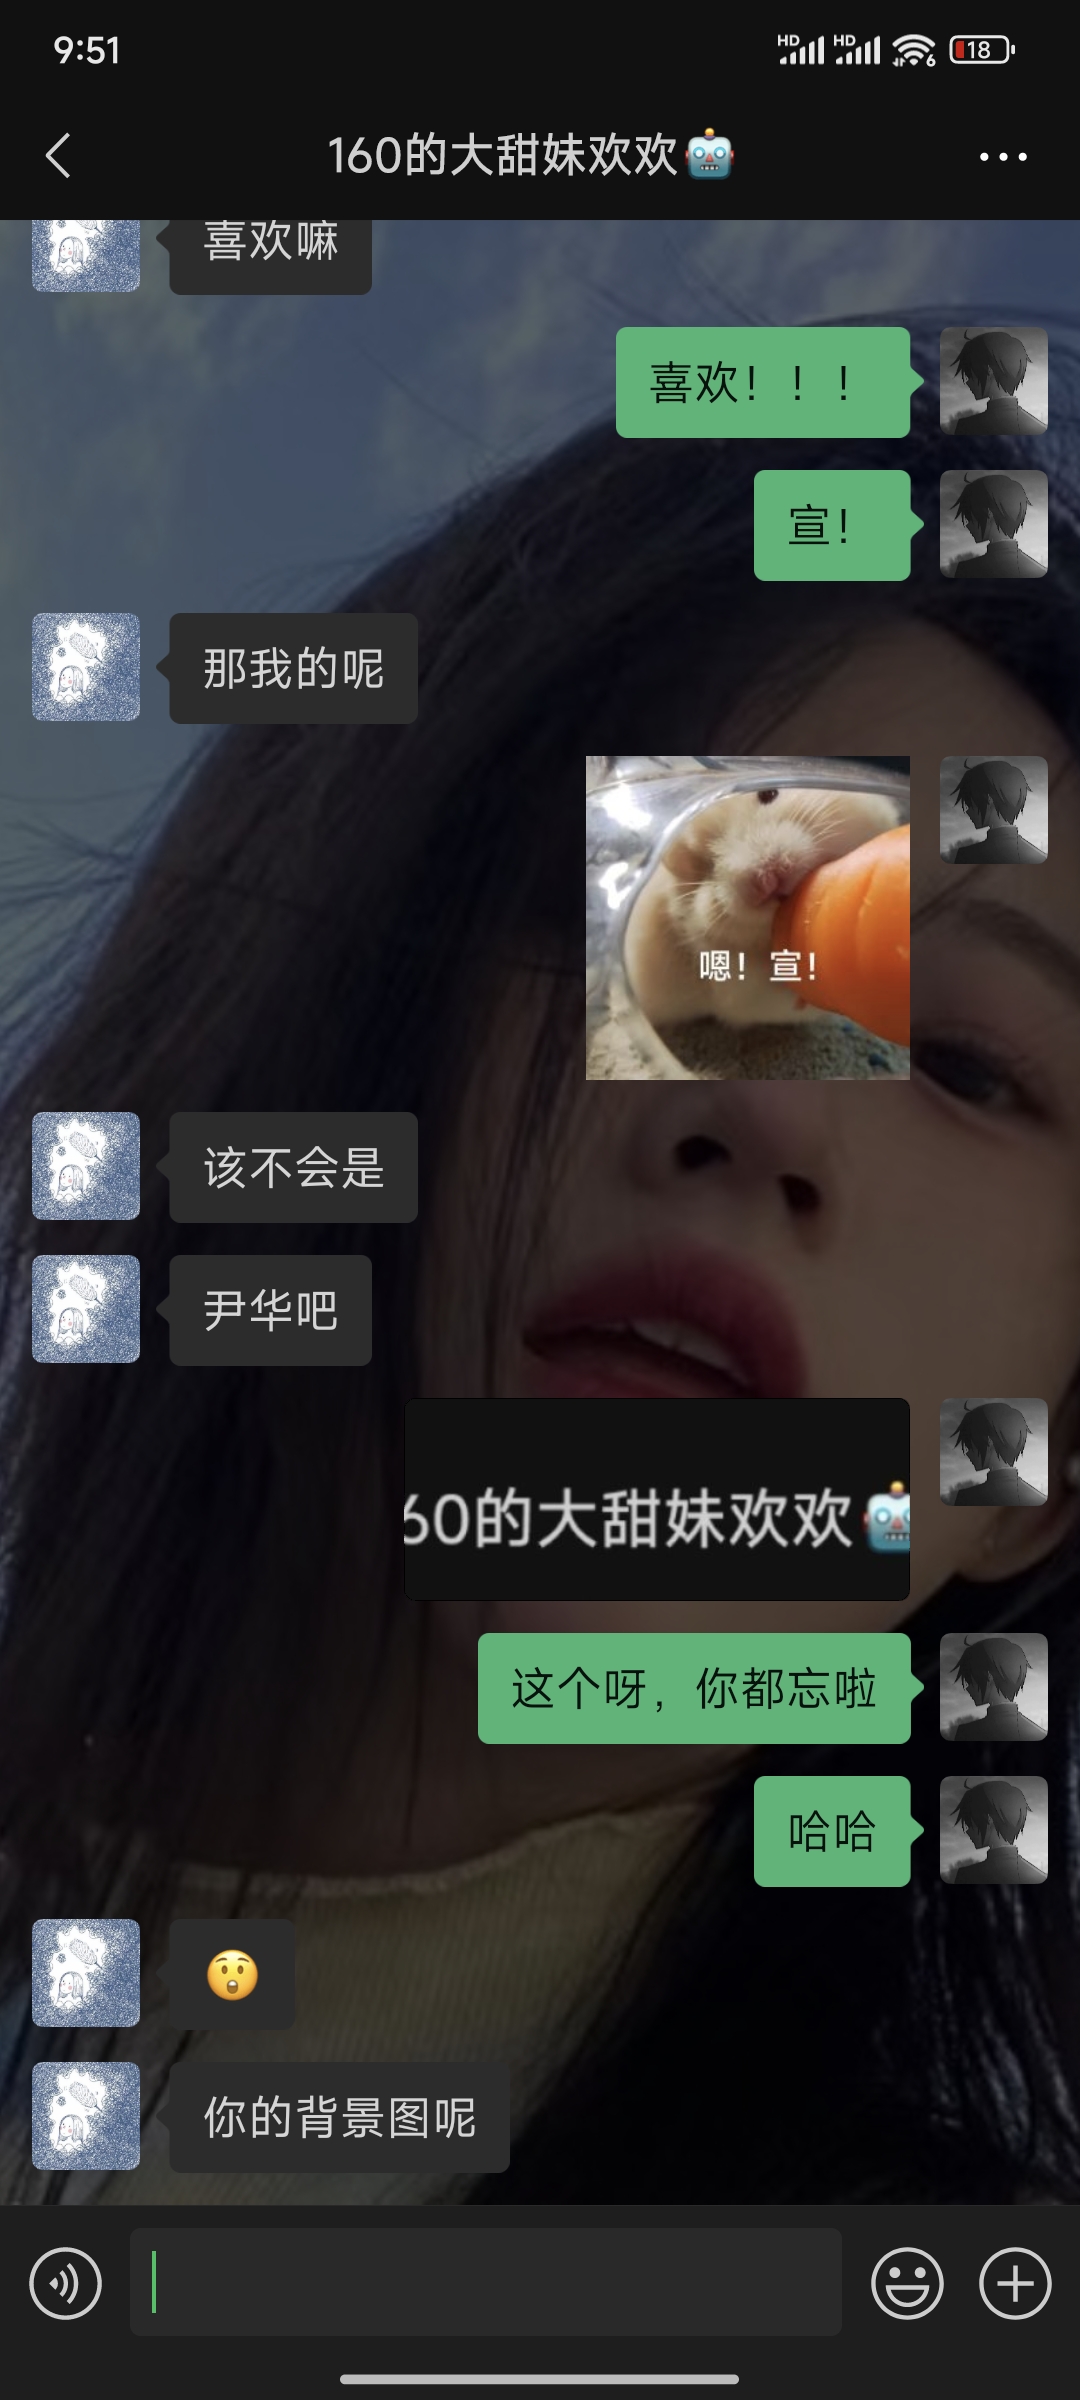 9:51
HD HD 6 18
160的大甜妹欢欢🤖
喜欢嘛
喜欢！！！
宣！
那我的呢
嗯！宣！
该不会是
尹华吧
60的大甜妹欢欢🤖
这个呀，你都忘啦
哈哈
😲
你的背景图呢